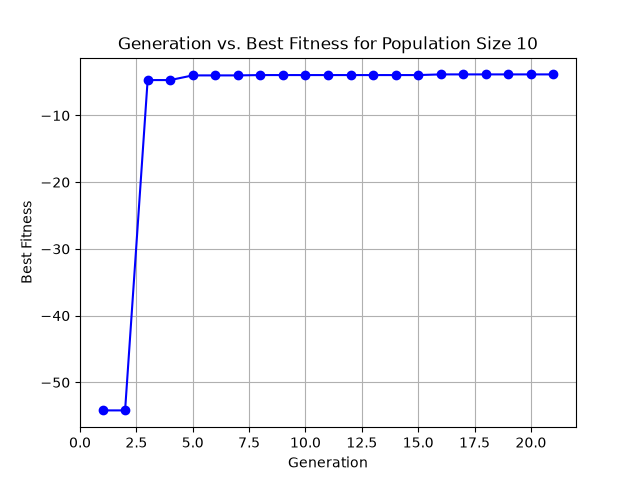 Generation vs. Best Fitness for Population Size 10
Best Fitness
−10
−20
−30
−40
−50
0.0 2.5 5.0 7.5 10.0 12.5 15.0 17.5 20.0
Generation